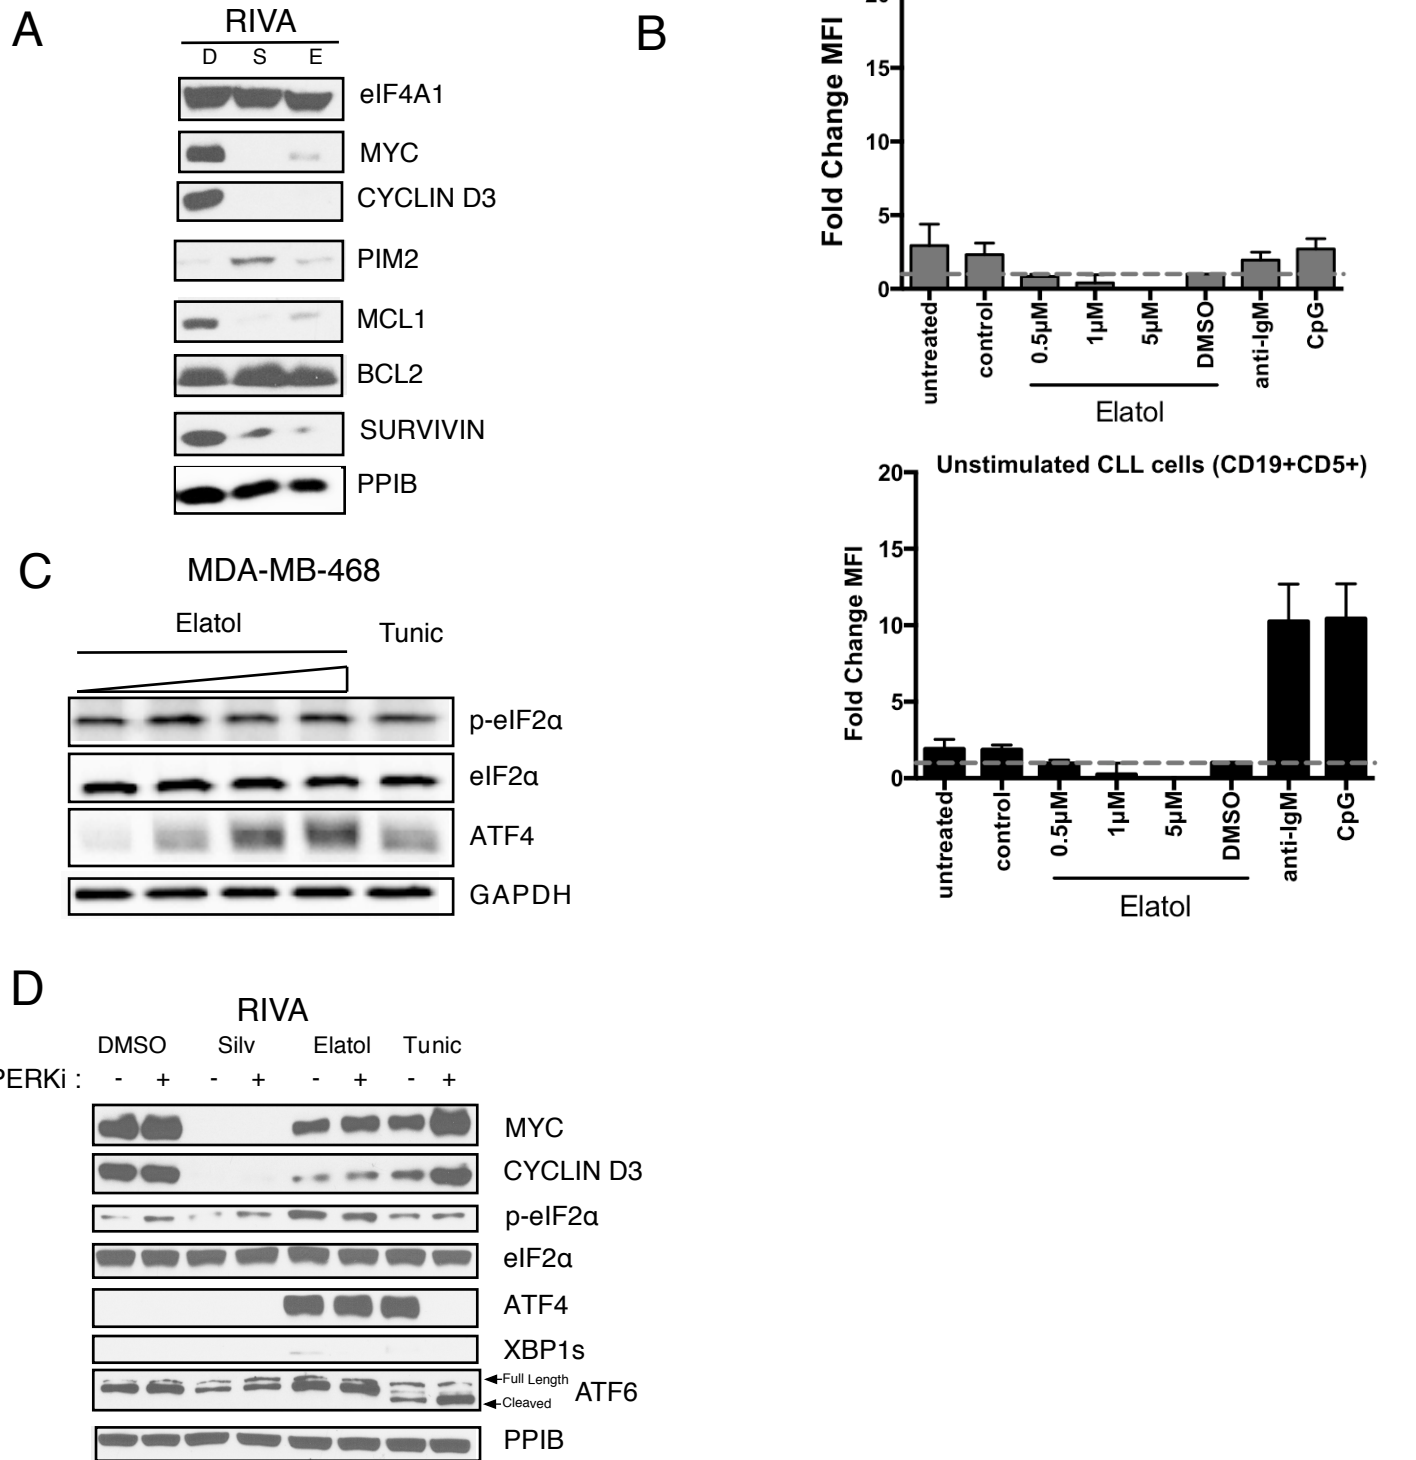 A
RIVA
D S E
eIF4A1
MYC
CYCLIN D3
PIM2
MCL1
BCL2
SURVIVIN
PPIB
B
Fold Change MFI
15
10
5
0
untreated
control
0.5µM
1µM
5µM
DMSO
anti-IgM
CpG
Elatol
Unstimulated CLL cells (CD19+CD5+)
Fold Change MFI
20
15
10
5
0
untreated
control
0.5µM
1µM
5µM
DMSO
anti-IgM
CpG
Elatol
C
MDA-MB-468
Elatol Tunic
p-eIF2α
eIF2α
ATF4
GAPDH
D
RIVA
DMSO Silv Elatol Tunic
PERKi : - + - + - + - +
MYC
CYCLIN D3
p-eIF2α
eIF2α
ATF4
XBP1s
Full Length
ATF6
Cleaved
PPIB